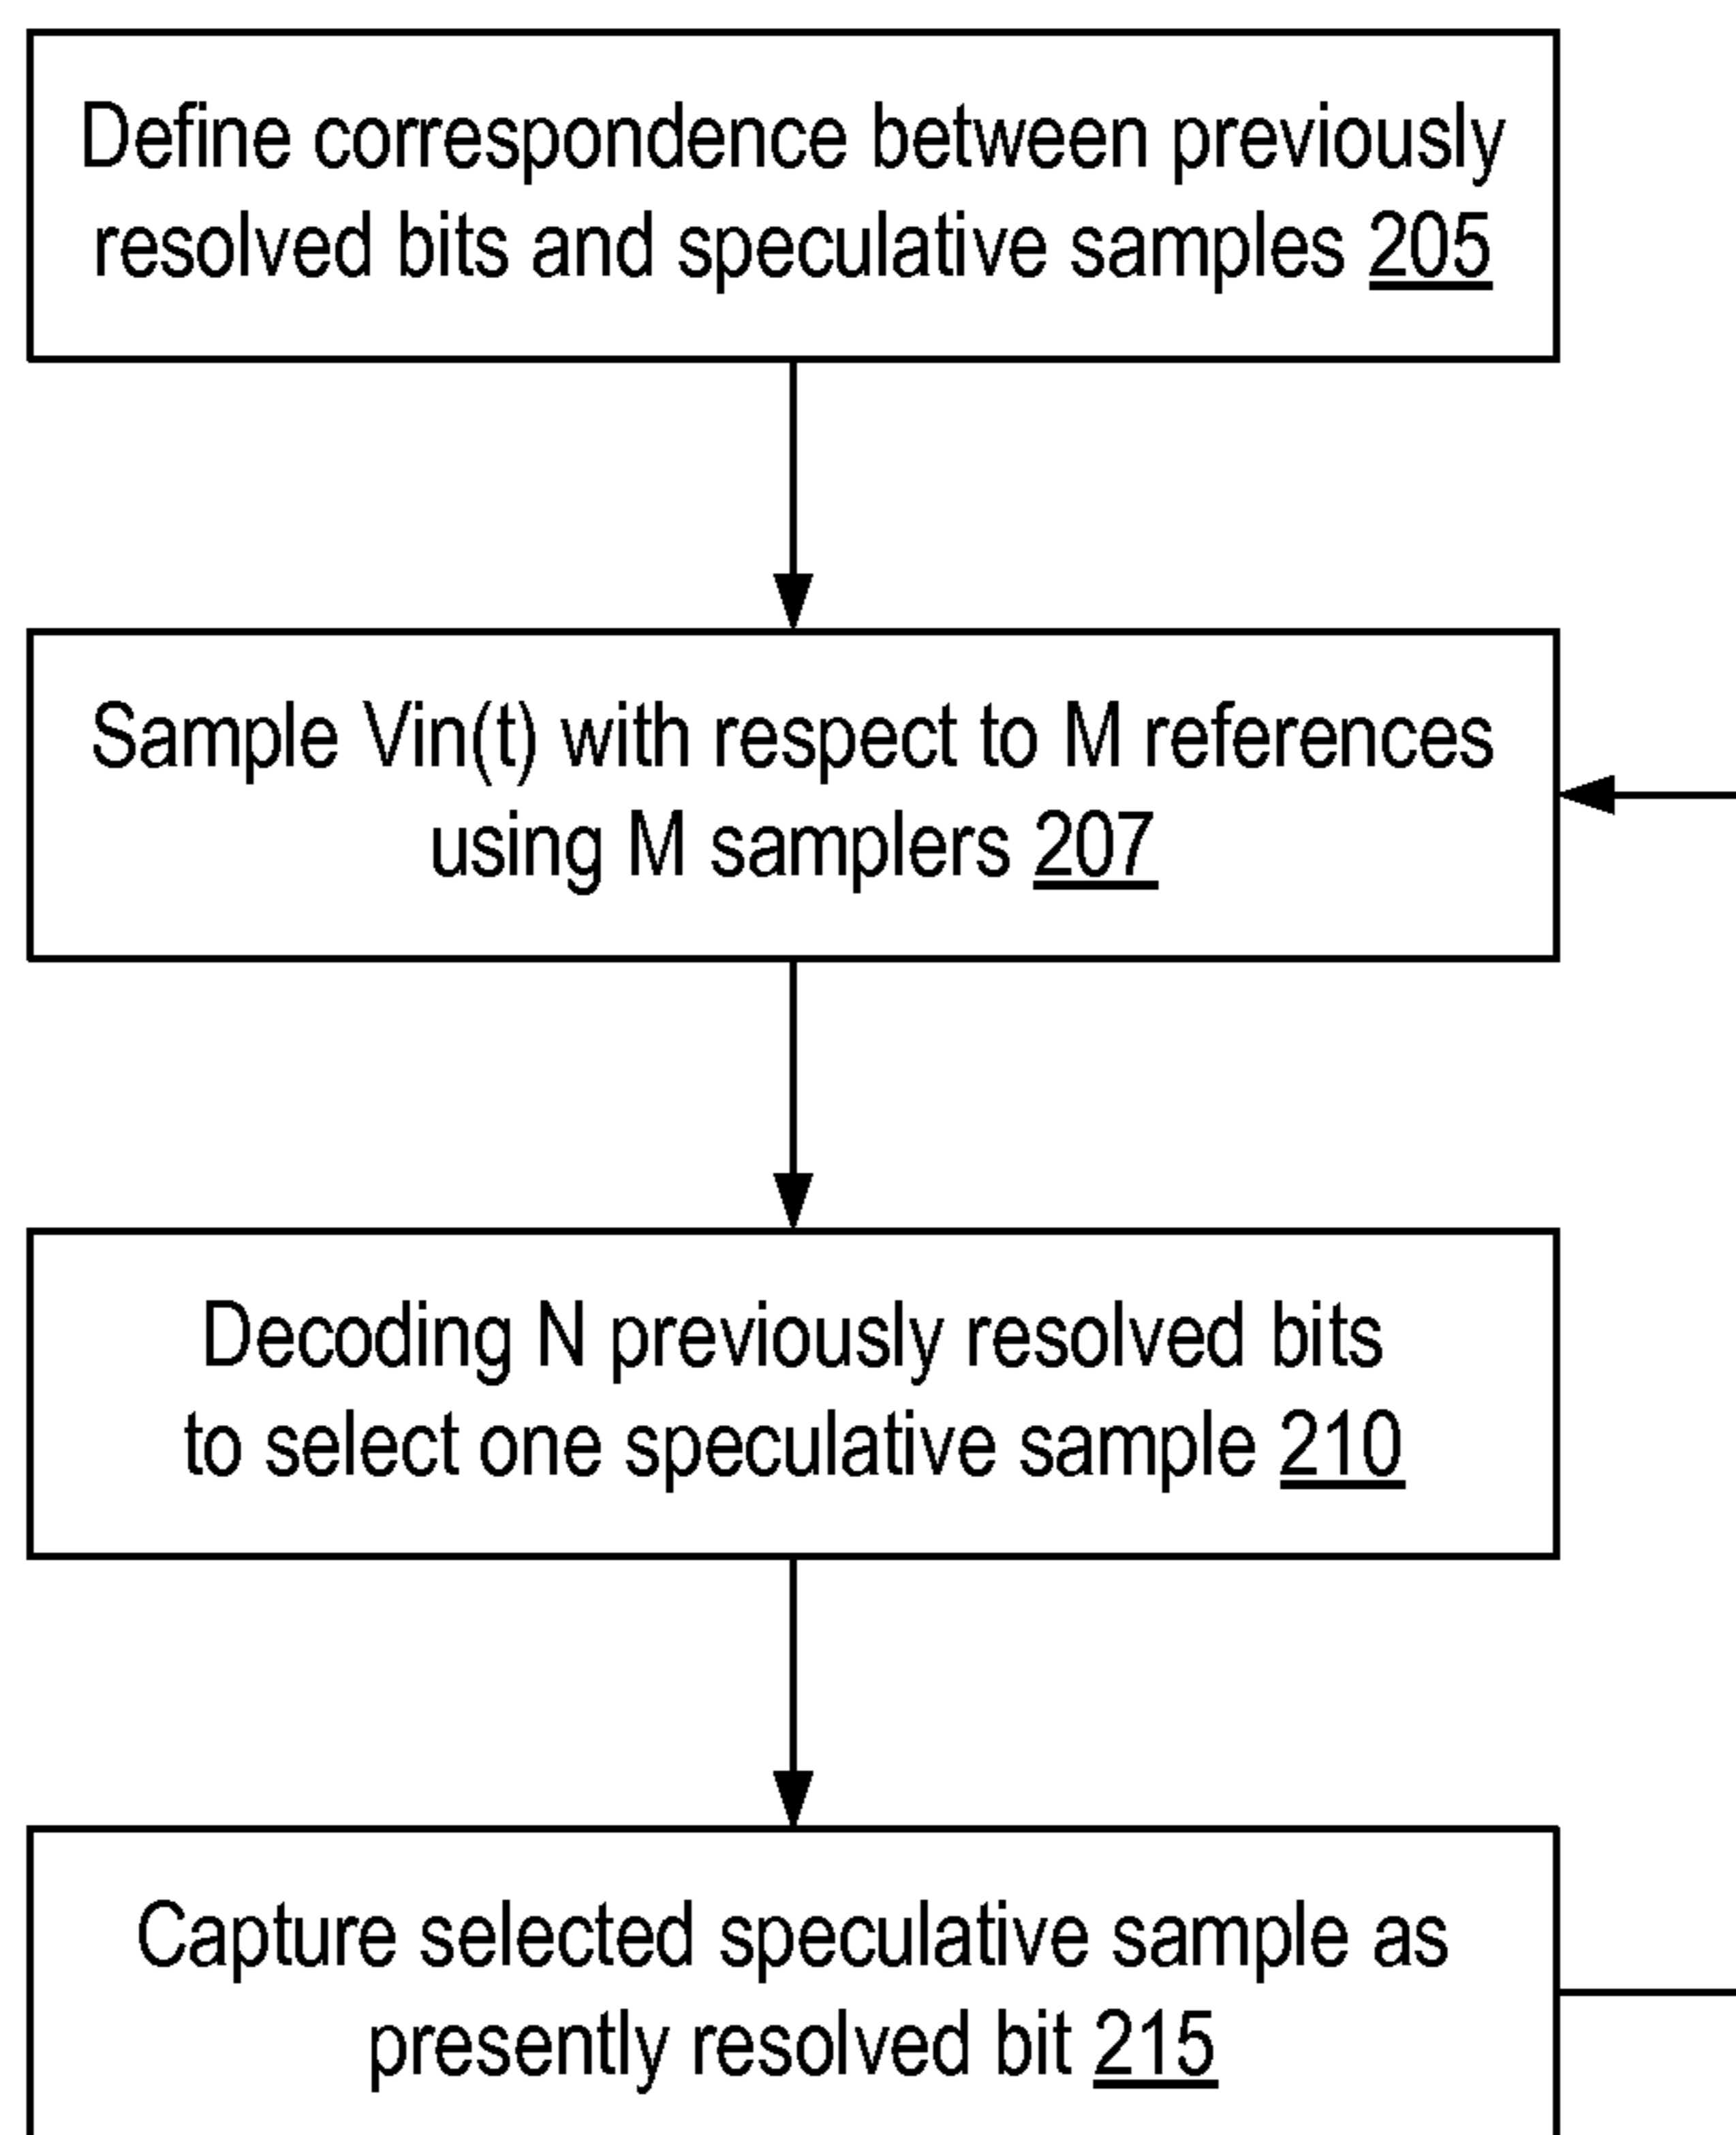 Define correspondence between previously
resolved bits and speculative samples 205
Sample Vin(t) with respect to M references
using M samplers 207
Decoding N previously resolved bits
to select one speculative sample 210
Capture selected speculative sample as
presently resolved bit 215